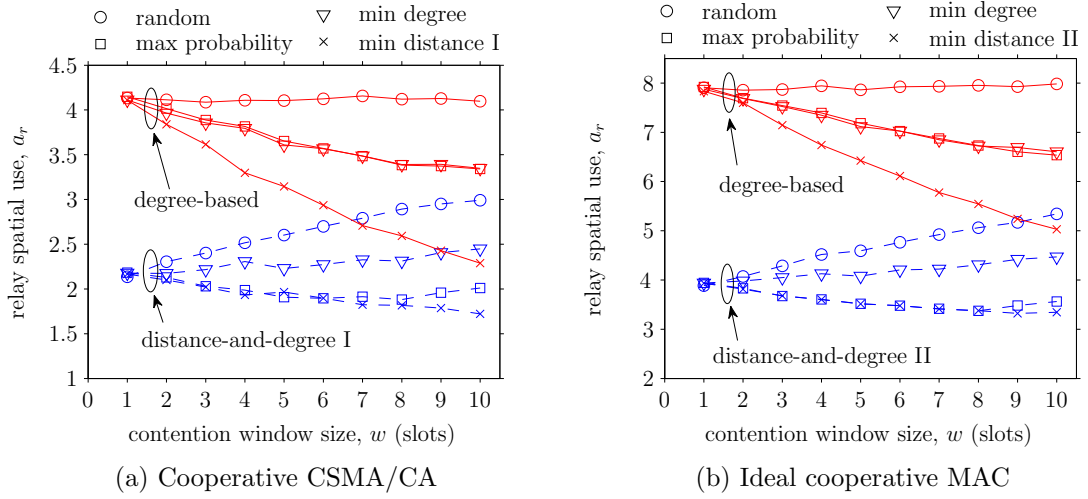 random
min degree
max probability
min distance I
4.5
4
3.5
3
2.5
2
1.5
1
relay spatial use, a_r
degree-based
distance-and-degree I
0 1 2 3 4 5 6 7 8 9 10
contention window size, w (slots)
(a) Cooperative CSMA/CA
random
min degree
max probability
min distance II
8
7
6
5
4
3
2
relay spatial use, a_r
degree-based
distance-and-degree II
0 1 2 3 4 5 6 7 8 9 10
contention window size, w (slots)
(b) Ideal cooperative MAC